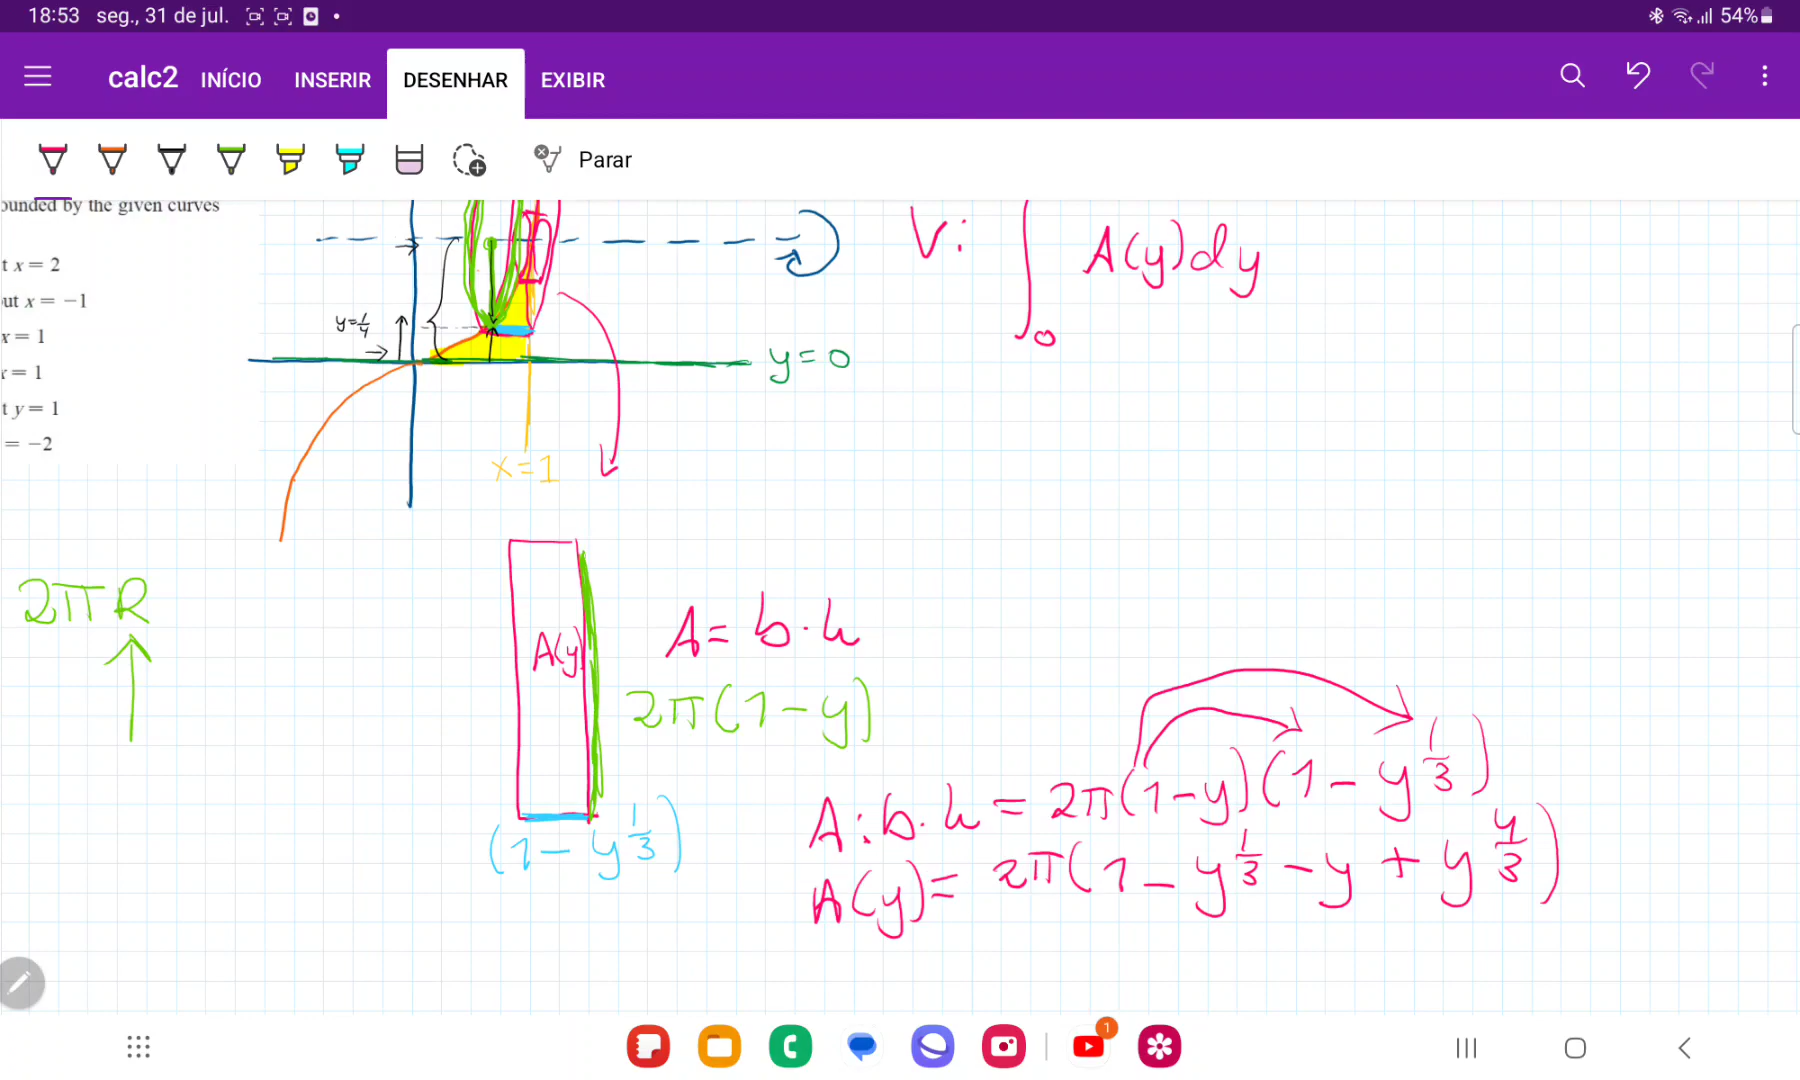 18:53 seg., 31 de jul.
54%
calc2 INÍCIO INSERIR DESENHAR EXIBIR
Parar
ounded by the given curves
t x = 2
ut x = −1
x = 1
x = 1
t y = 1
= −2
y=1/4
y=0
x=1
V: ∫₀ A(y)dy
2πR
A(y)
A= b·h
2π(1-y)
(1-y^1/3)
A:b·h = 2π(1-y)(1-y^1/3)
A(y)= 2π(1-y^1/3-y+y^4/3)
1